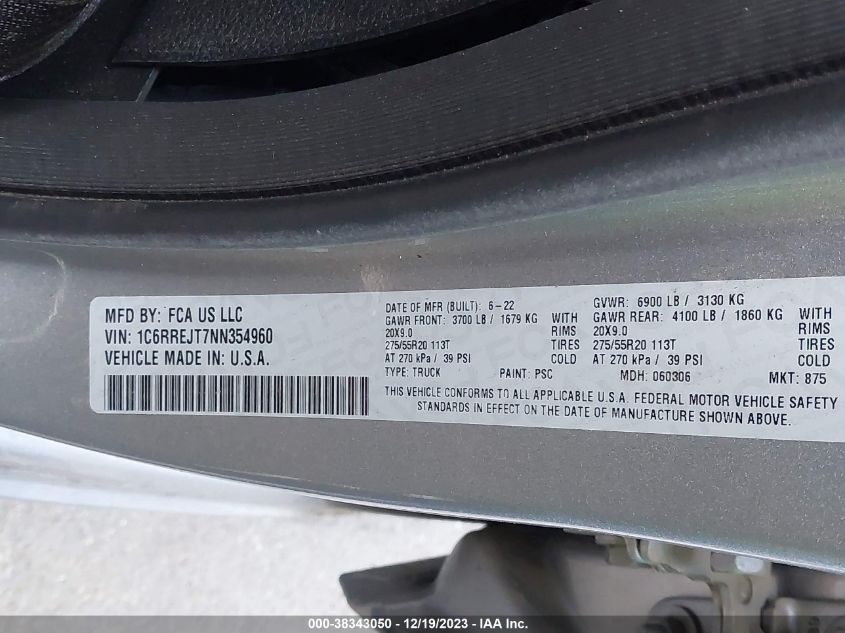 MFD BY: FCA US LLC
VIN: 1C6RREJT7NN354960
VEHICLE MADE IN: U.S.A.
DATE OF MFR (BUILT): 6-22
GVWR: 6900 LB / 3130 KG
GAWR FRONT: 3700 LB / 1679 KG WITH
GAWR REAR: 4100 LB / 1860 KG WITH
20X9.0 RIMS
20X9.0 RIMS
275/55R20 113T TIRES
275/55R20 113T TIRES
AT 270 kPa / 39 PSI COLD
AT 270 kPa / 39 PSI COLD
TYPE: TRUCK PAINT: PSC MDH: 060306 MKT: 875
THIS VEHICLE CONFORMS TO ALL APPLICABLE U.S.A. FEDERAL MOTOR VEHICLE SAFETY
STANDARDS IN EFFECT ON THE DATE OF MANUFACTURE SHOWN ABOVE.
000-38343050 - 12/19/2023 - IAA Inc.